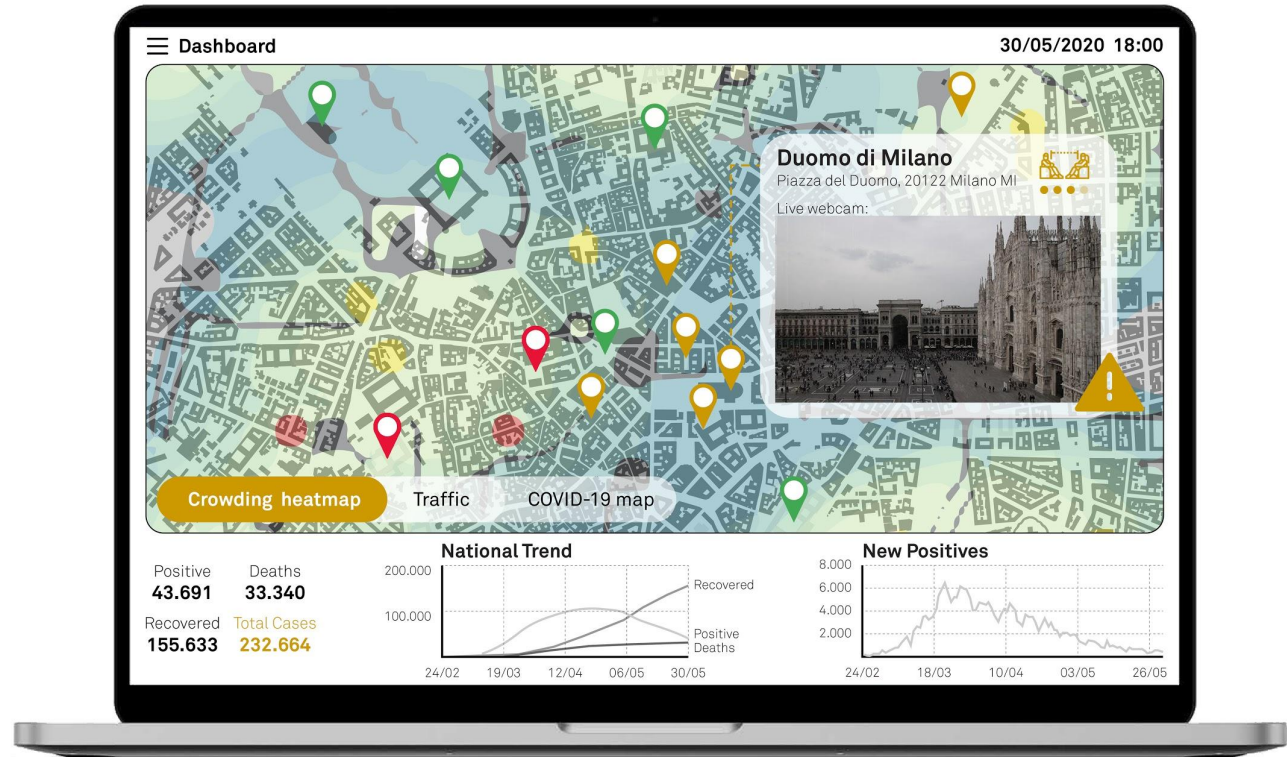 Dashboard
30/05/2020 18:00
Duomo di Milano
Piazza del Duomo, 20122 Milano MI
Live webcam:
Crowding heatmap
Traffic
COVID-19 map
Positive
43.691
Deaths
33.340
Recovered
155.633
Total Cases
232.664
National Trend
200.000
100.000
Recovered
Positive
Deaths
24/02
19/03
12/04
06/05
30/05
New Positives
8.000
6.000
4.000
2.000
24/02
18/03
10/04
03/05
26/05